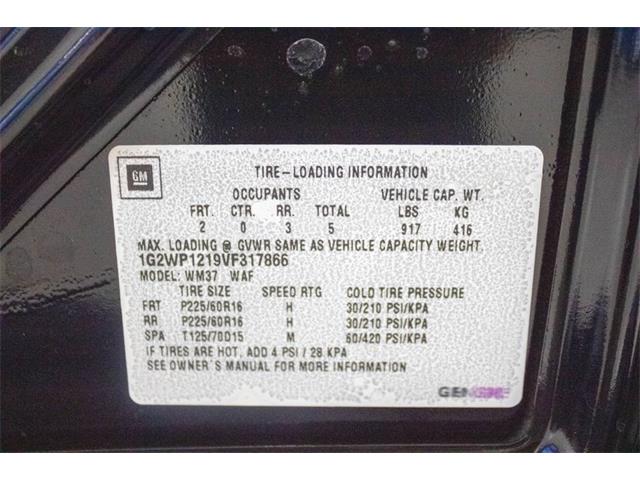 GM
TIRE-LOADING INFORMATION
OCCUPANTS VEHICLE CAP. WT.
FRT. CTR. RR. TOTAL LBS KG
2 0 3 5 917 416
MAX. LOADING @ GVWR SAME AS VEHICLE CAPACITY WEIGHT.
1G2WP1219VF317866
MODEL: WM37 WAF
TIRE SIZE SPEED RTG COLD TIRE PRESSURE
FRT P225/60R16 H 30/210 PSI/KPA
RR P225/60R16 H 30/210 PSI/KPA
SPA T125/70D15 M 60/420 PSI/KPA
IF TIRES ARE HOT, ADD 4 PSI / 28 KPA
SEE OWNER'S MANUAL FOR MORE INFORMATION
GENUINE